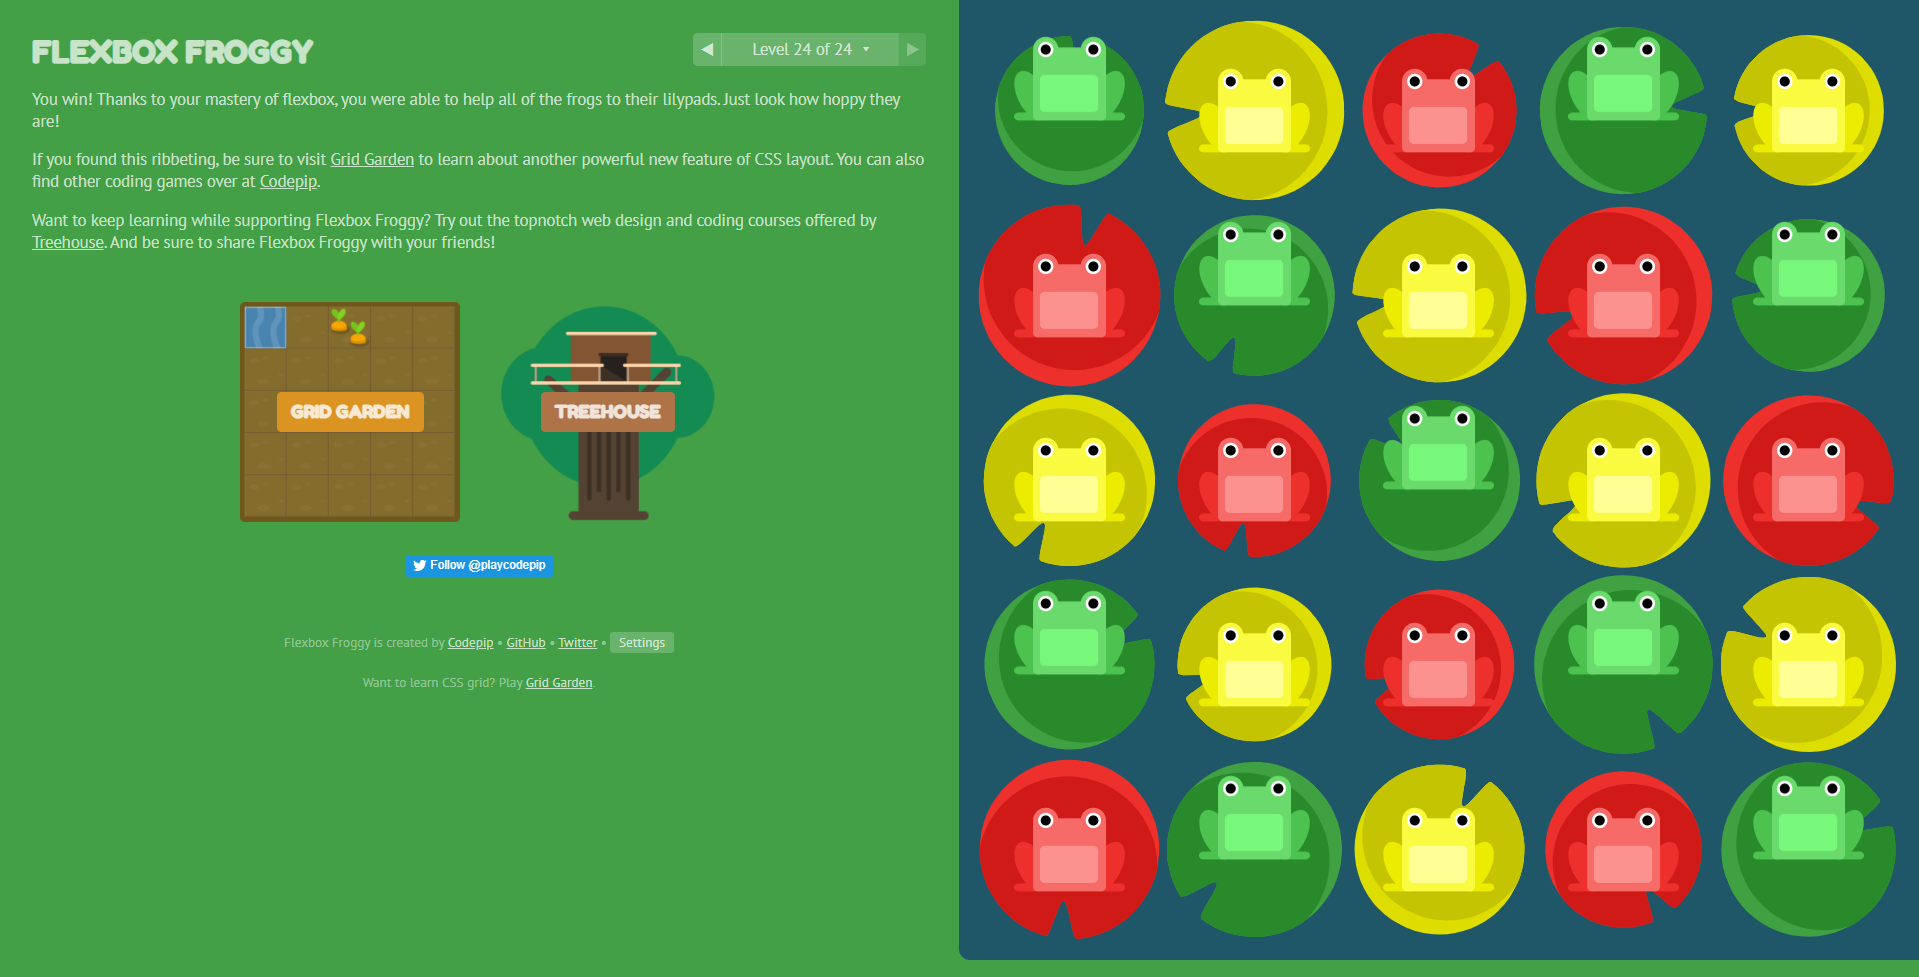 FLEXBOX FROGGY
Level 24 of 24
You win! Thanks to your mastery of flexbox, you were able to help all of the frogs to their lilypads. Just look how hoppy they
are!
If you found this ribbeting, be sure to visit Grid Garden to learn about another powerful new feature of CSS layout. You can also
find other coding games over at Codepip.
Want to keep learning while supporting Flexbox Froggy? Try out the topnotch web design and coding courses offered by
Treehouse. And be sure to share Flexbox Froggy with your friends!
GRID GARDEN
TREEHOUSE
Follow @playcodepip
Flexbox Froggy is created by Codepip • GitHub • Twitter • Settings
Want to learn CSS grid? Play Grid Garden.